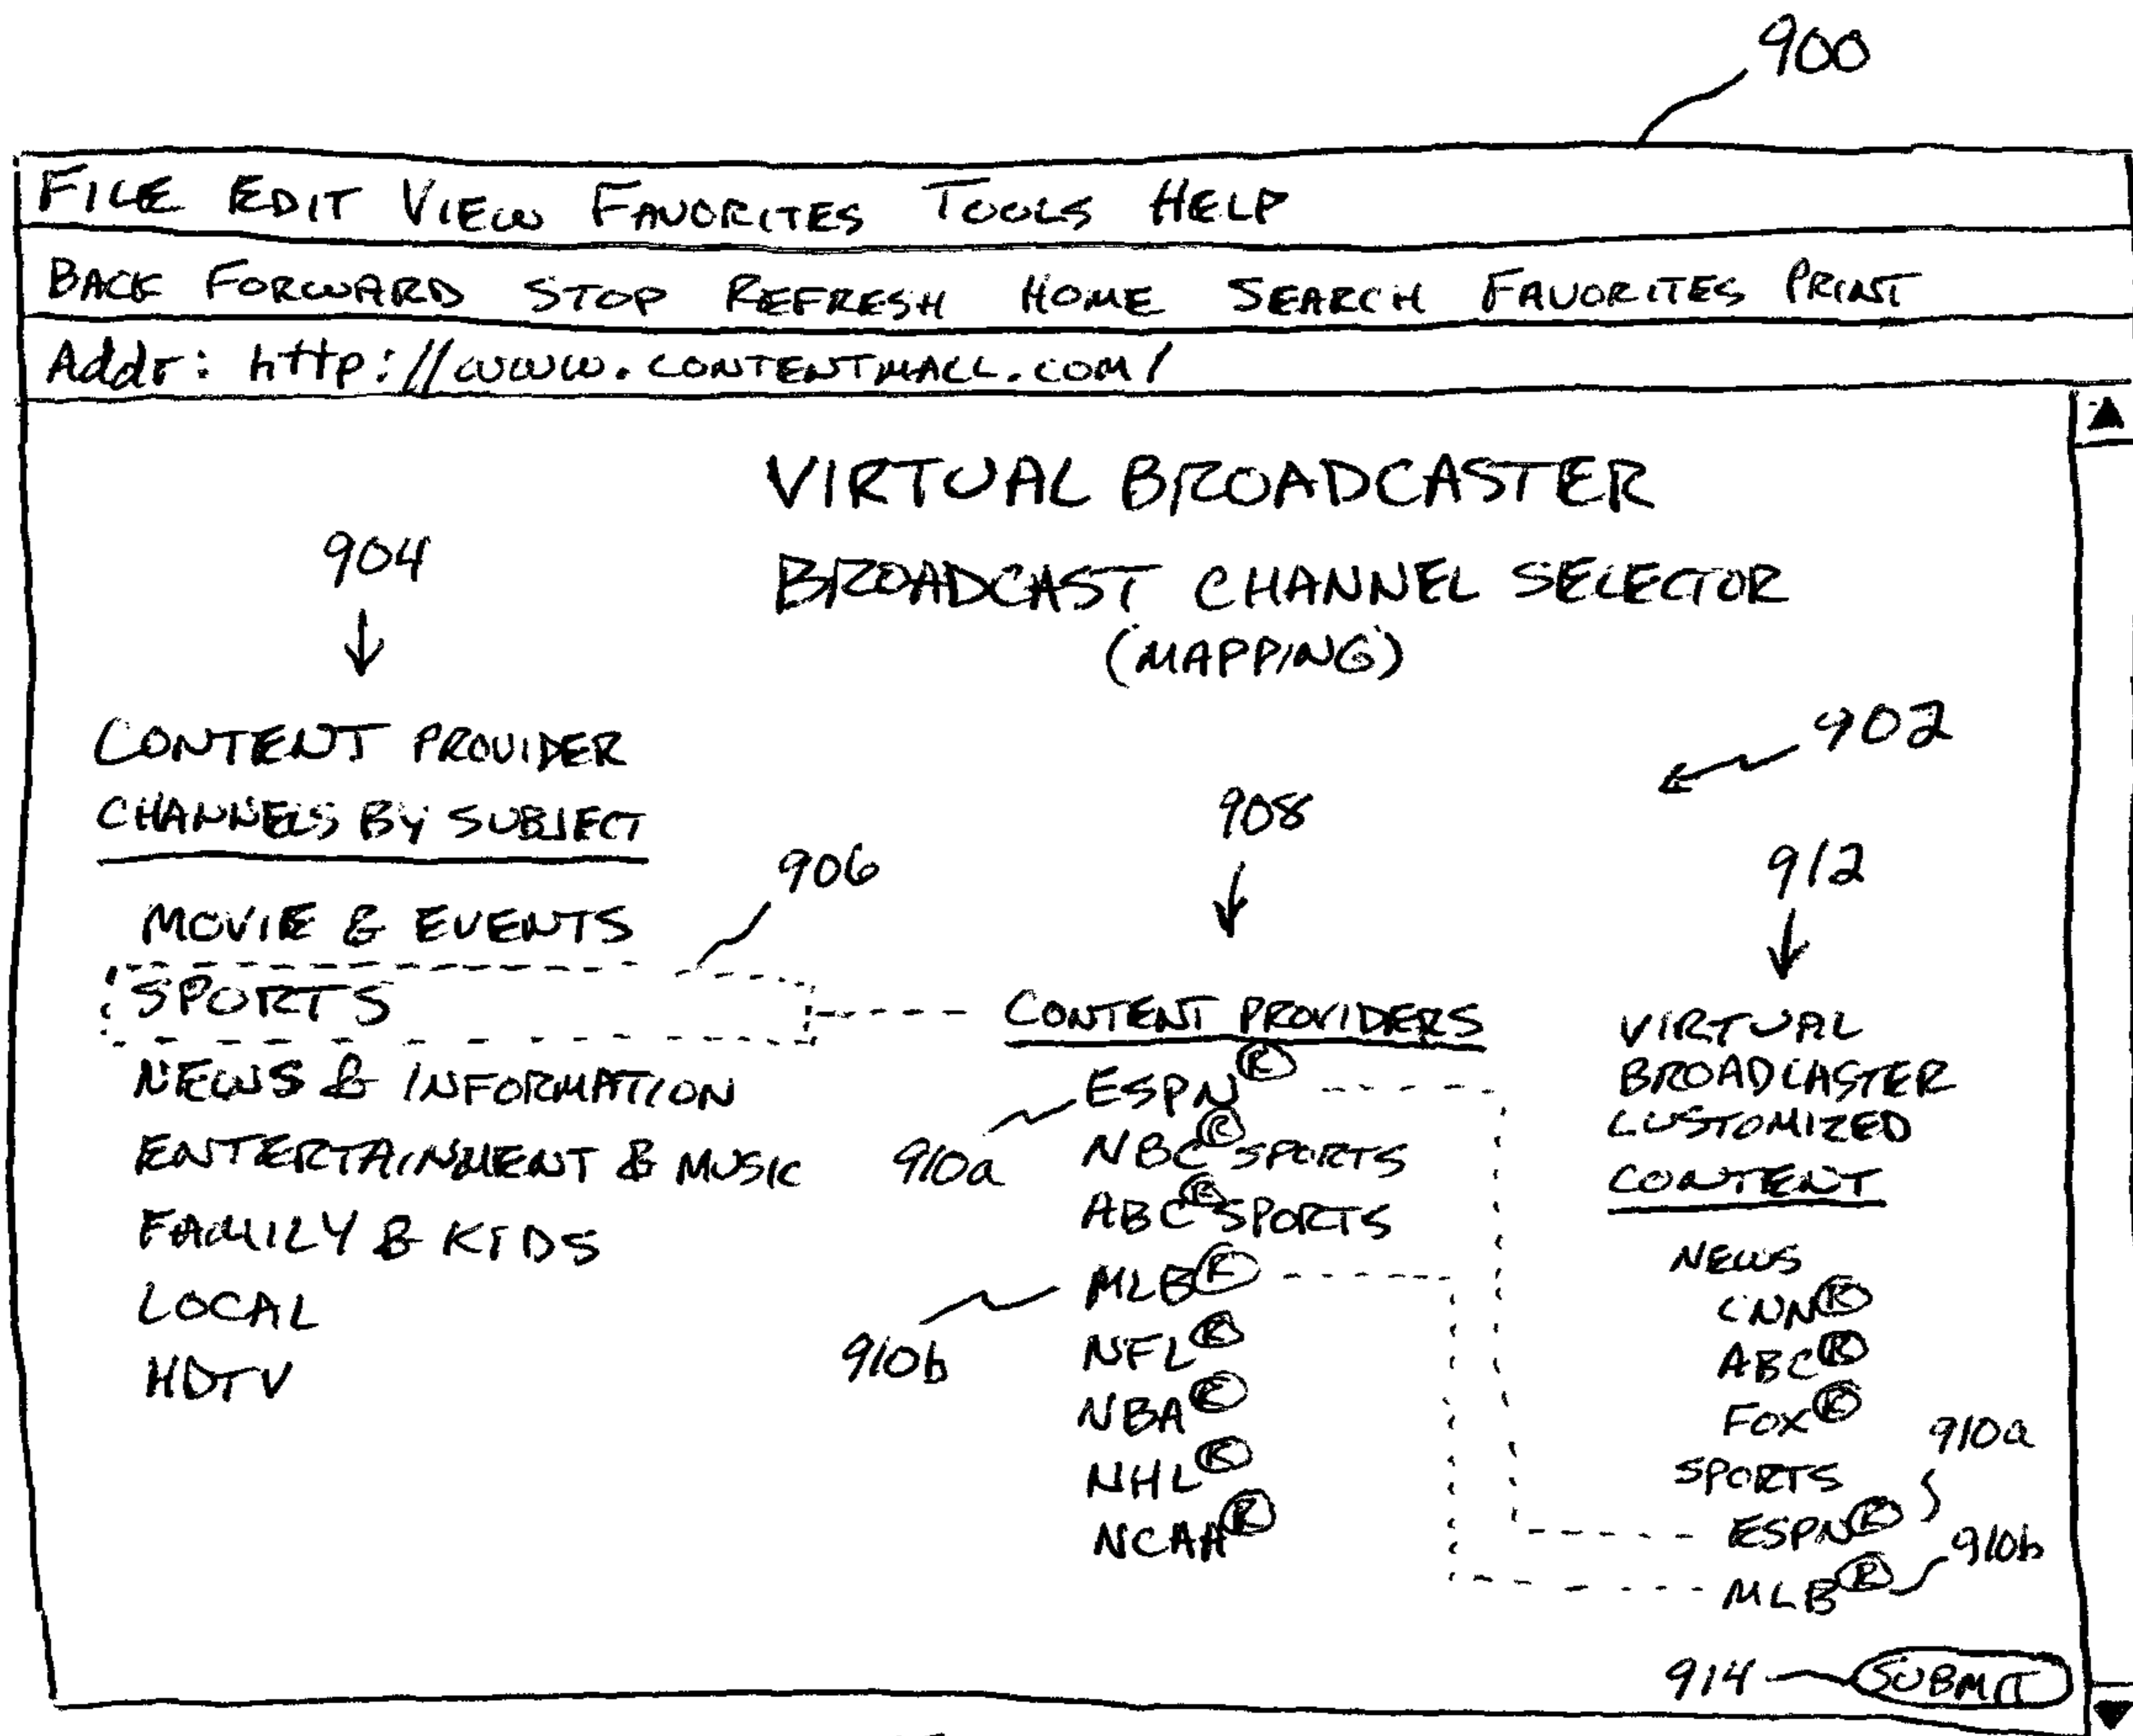 900
FILE EDIT VIEW FAVORITES TOOLS HELP
BACK FORWARD STOP REFRESH HOME SEARCH FAVORITES PRINT
Addr: http://www.CONTENTMALL.COM/
VIRTUAL BROADCASTER
BROADCAST CHANNEL SELECTOR
(MAPPING)
904
CONTENT PROVIDER
CHANNELS BY SUBJECT
906
MOVIE & EVENTS
SPORTS
NEWS & INFORMATION
ENTERTAINMENT & MUSIC
FAMILY & KIDS
LOCAL
HDTV
902
908
CONTENT PROVIDERS
ESPN®
910a
NBC® SPORTS
ABC® SPORTS
MLB®
910b
NFL®
NBA®
NHL®
NCAA®
912
VIRTUAL
BROADCASTER
CUSTOMIZED
CONTENT
NEWS
CNN®
ABC®
FOX®
SPORTS
910a
ESPN®
910b
MLB®
914
SUBMIT